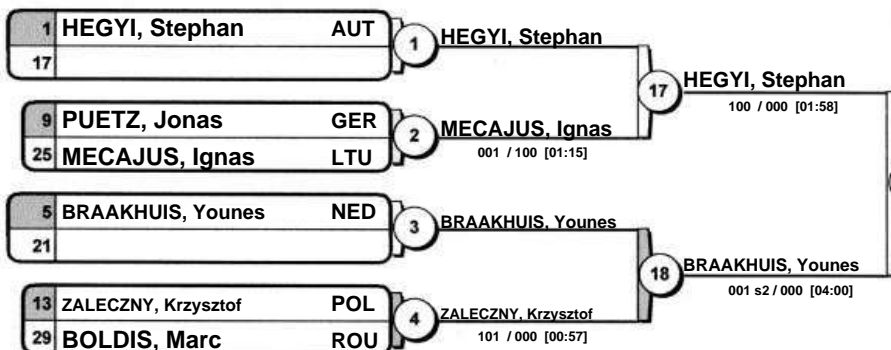 1 HEGYI, Stephan AUT
17
1 HEGYI, Stephan
9 PUETZ, Jonas GER
25 MECAJUS, Ignas LTU
2 MECAJUS, Ignas
001 / 100 [01:15]
17 HEGYI, Stephan
100 / 000 [01:58]
5 BRAAKHUIS, Younes NED
21
3 BRAAKHUIS, Younes
13 ZALECZNY, Krzysztof POL
29 BOLDIS, Marc ROU
4 ZALECZNY, Krzysztof
101 / 000 [00:57]
18 BRAAKHUIS, Younes
001 s2 / 000 [04:00]